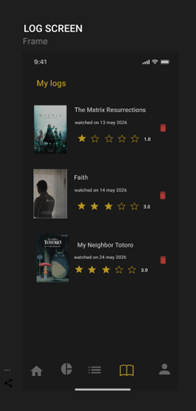 LOG SCREEN
Frame
9:41
My logs
The Matrix Resurrections
watched on 13 may 2026
1.0
Faith
watched on 14 may 2026
3.0
My Neighbor Totoro
watched on 24 may 2026
3.0
TOTORO